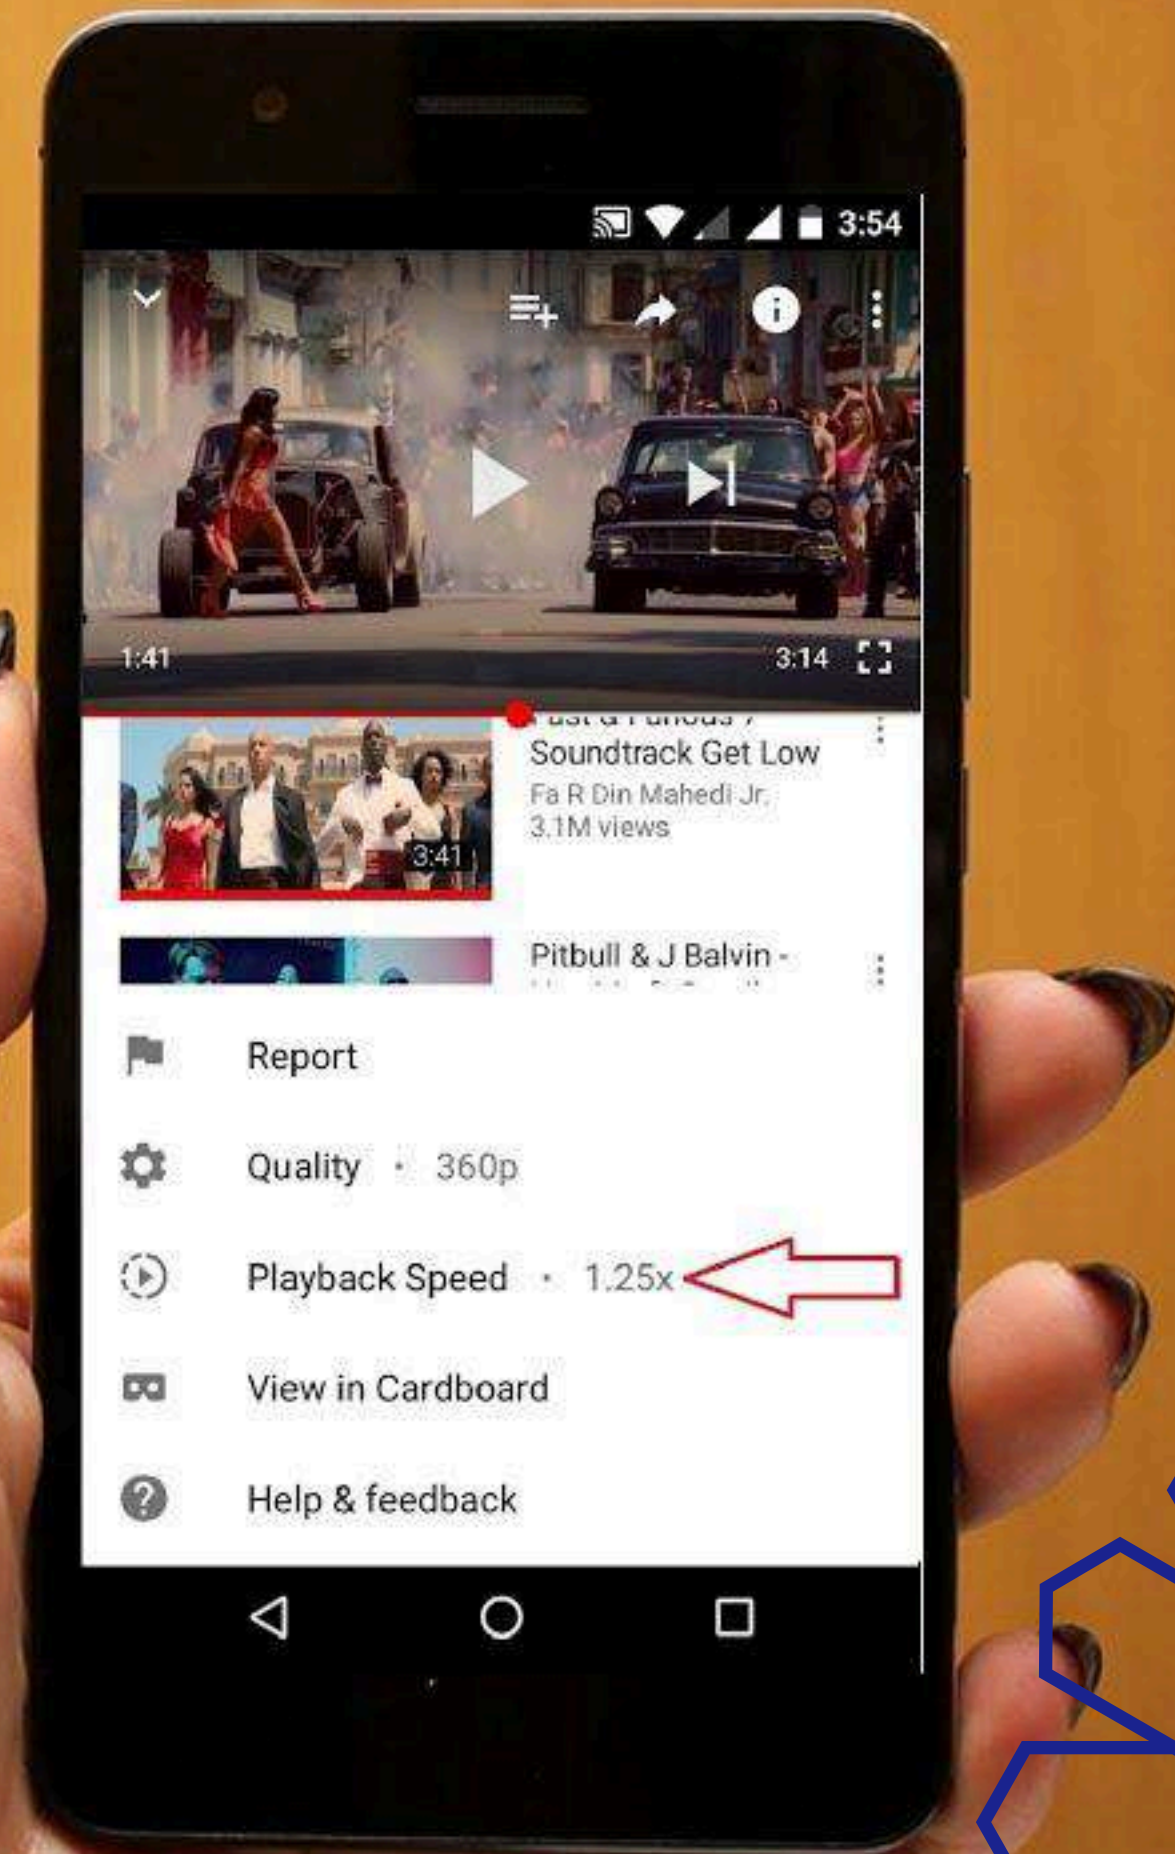 3:54
1:41
3:14
Soundtrack Get Low
Fa R Din Mahedi Jr.
3.1M views
3:41
Pitbull & J Balvin -
Report
Quality · 360p
Playback Speed · 1.25x
View in Cardboard
Help & feedback